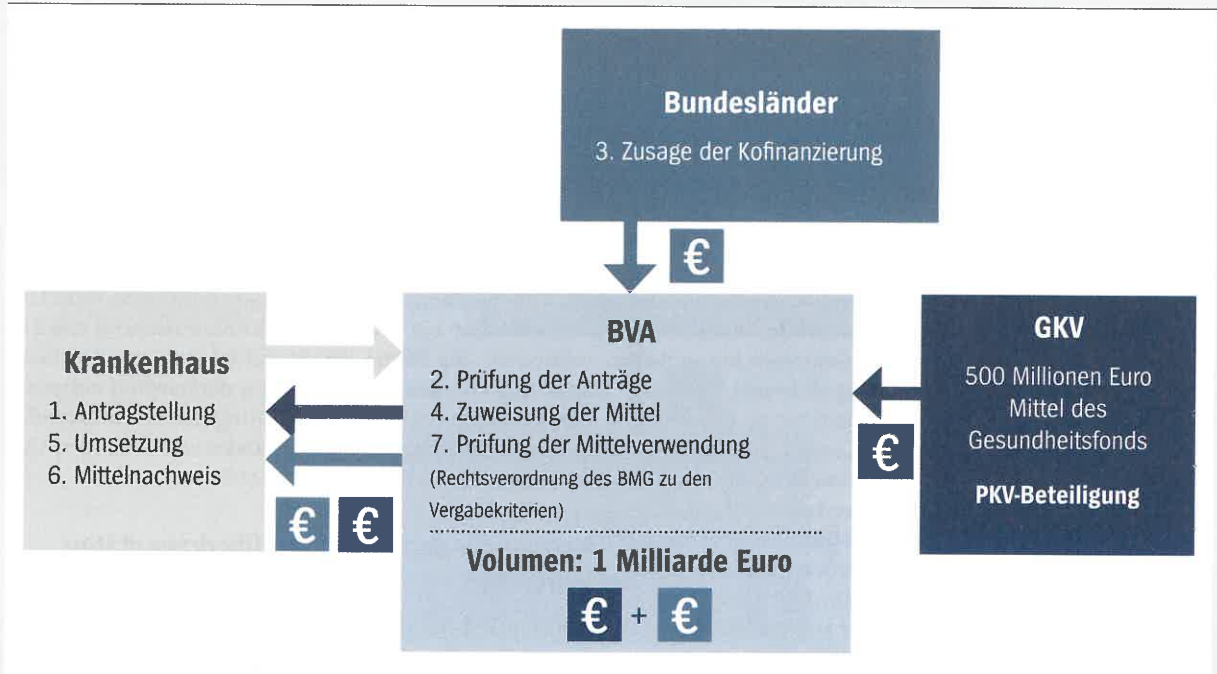 Bundesländer
3. Zusage der Kofinanzierung
€
Krankenhaus
1. Antragstellung
5. Umsetzung
6. Mittelnachweis
€ €
BVA
2. Prüfung der Anträge
4. Zuweisung der Mittel
7. Prüfung der Mittelverwendung
(Rechtsverordnung des BMG zu den
Vergabekriterien)
Volumen: 1 Milliarde Euro
€ + €
€
GKV
500 Millionen Euro
Mittel des
Gesundheitsfonds
PKV-Beteiligung